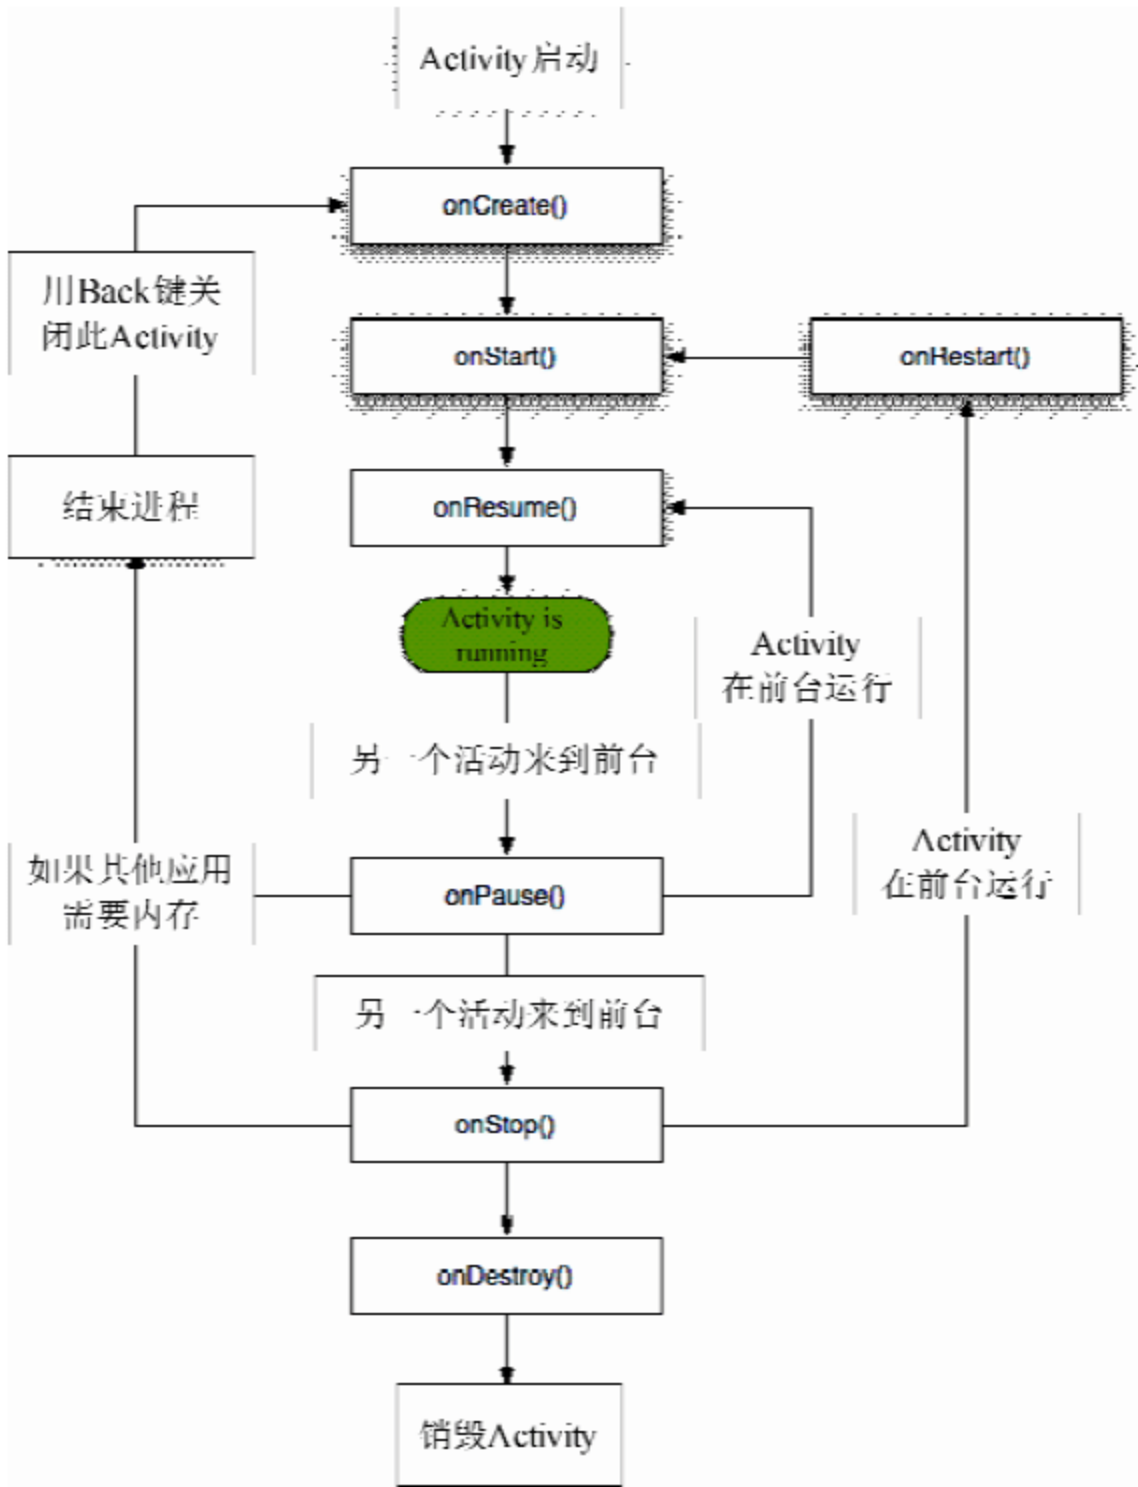 Activity启动
onCreate()
用Back键关
闭此Activity
onStart()
onRestart()
结束进程
onResume()
Activity is
running
Activity
在前台运行
另一个活动来到前台
如果其他应用
需要内存
onPause()
Activity
在前台运行
另一个活动来到前台
onStop()
onDestroy()
销毁Activity